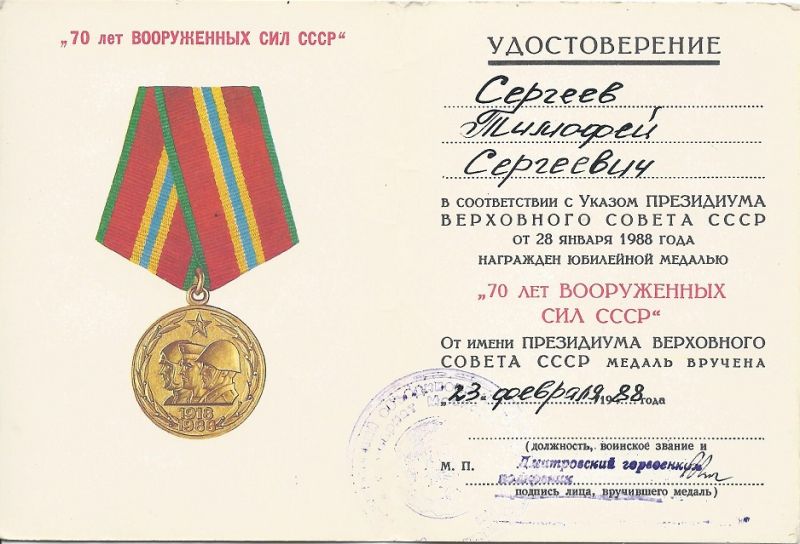 „70 лет ВООРУЖЕННЫХ СИЛ СССР“
1918
1988
УДОСТОВЕРЕНИЕ
Сергеев
Тимофей
Сергеевич
в соответствии с Указом ПРЕЗИДИУМА
ВЕРХОВНОГО СОВЕТА СССР
от 28 января 1988 года
награжден юбилейной медалью
„70 лет ВООРУЖЕННЫХ
СИЛ СССР“
От имени ПРЕЗИДИУМА ВЕРХОВНОГО
СОВЕТА СССР медаль вручена
„23“ февраля 1988 года
(должность, воинское звание и
М. П. Дмитровский горвоенком
подпись лица, вручившего медаль)